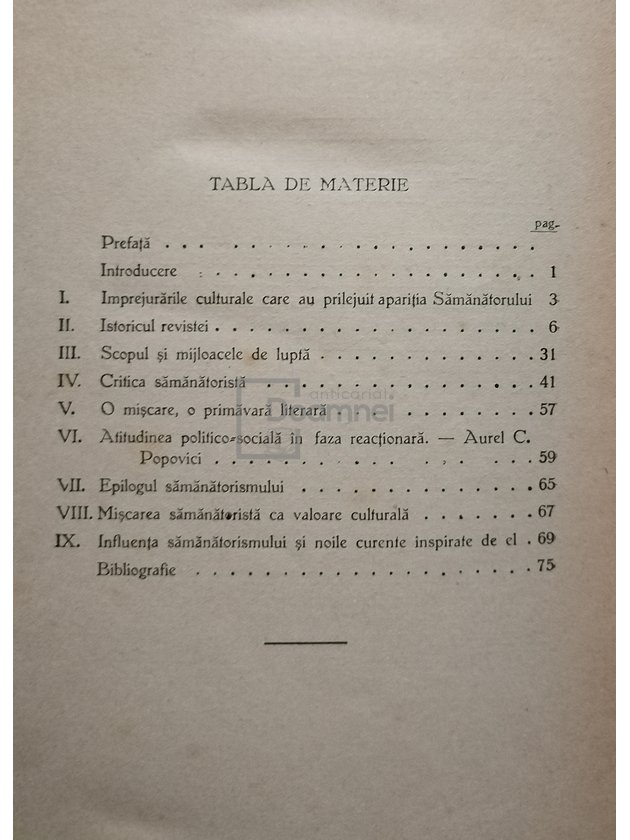 TABLA DE MATERIE
pag.
Prefață . . . . . . . . . . . . . . . . . . .
Introducere . . . . . . . . . . . . . . . . . 1
I. Imprejurările culturale care au prilejuit apariția Sămănătorului 3
II. Istoricul revistei . . . . . . . . . . . . . . . . . 6
III. Scopul și mijloacele de luptă . . . . . . . . . . . 31
IV. Critica sămănătoristă . . . . . . . . . . . . . . 41
V. O mișcare, o primăvară literară . . . . . . . . . . 57
VI. Atitudinea politico-socială în faza reacționară. — Aurel C.
Popovici . . . . . . . . . . . . . . . . 59
VII. Epilogul sămănătorismului . . . . . . . . . . . . 65
VIII. Mișcarea sămănătoristă ca valoare culturală . . . . . . 67
IX. Influența sămănătorismului și noile curente inspirate de el . 69
Bibliografie . . . . . . . . . . . . . . . . . . 75
anticariat
Doamnei